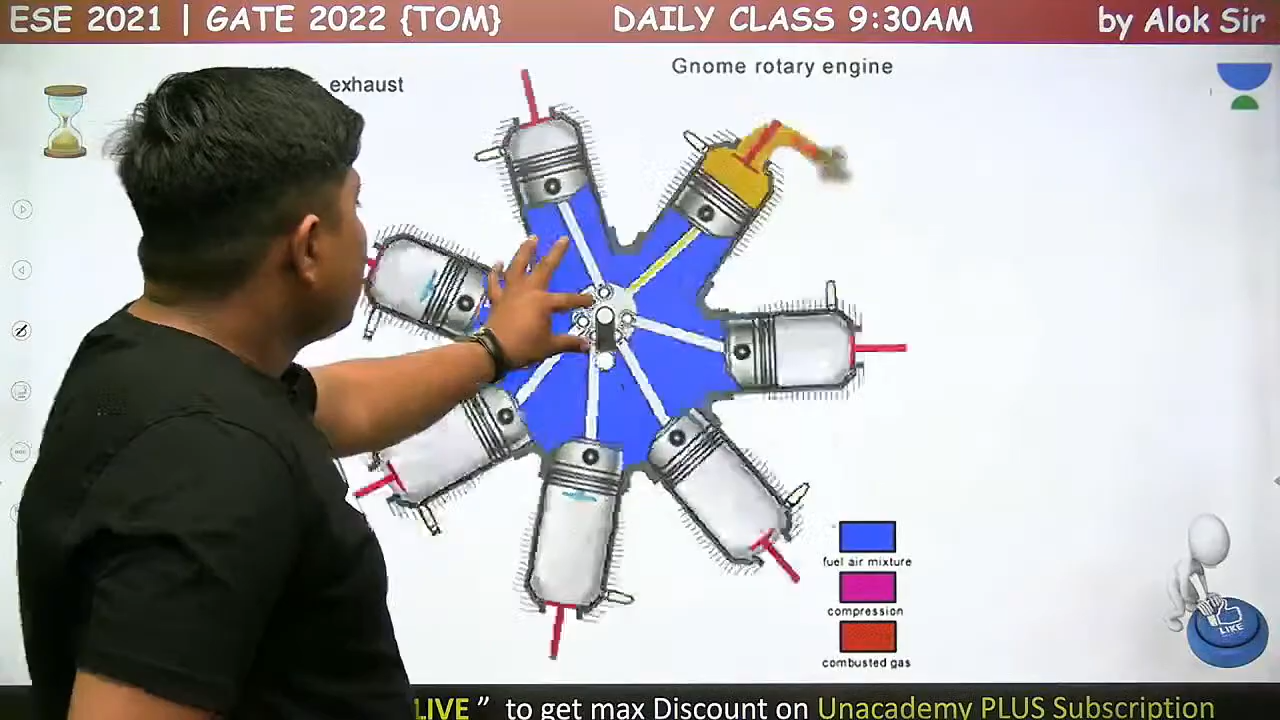 ESE 2021 | GATE 2022 {TOM} DAILY CLASS 9:30AM by Alok Sir
exhaust
Gnome rotary engine
fuel air mixture
compression
combusted gas
LIKE
LIVE ” to get max Discount on Unacademy PLUS Subscription